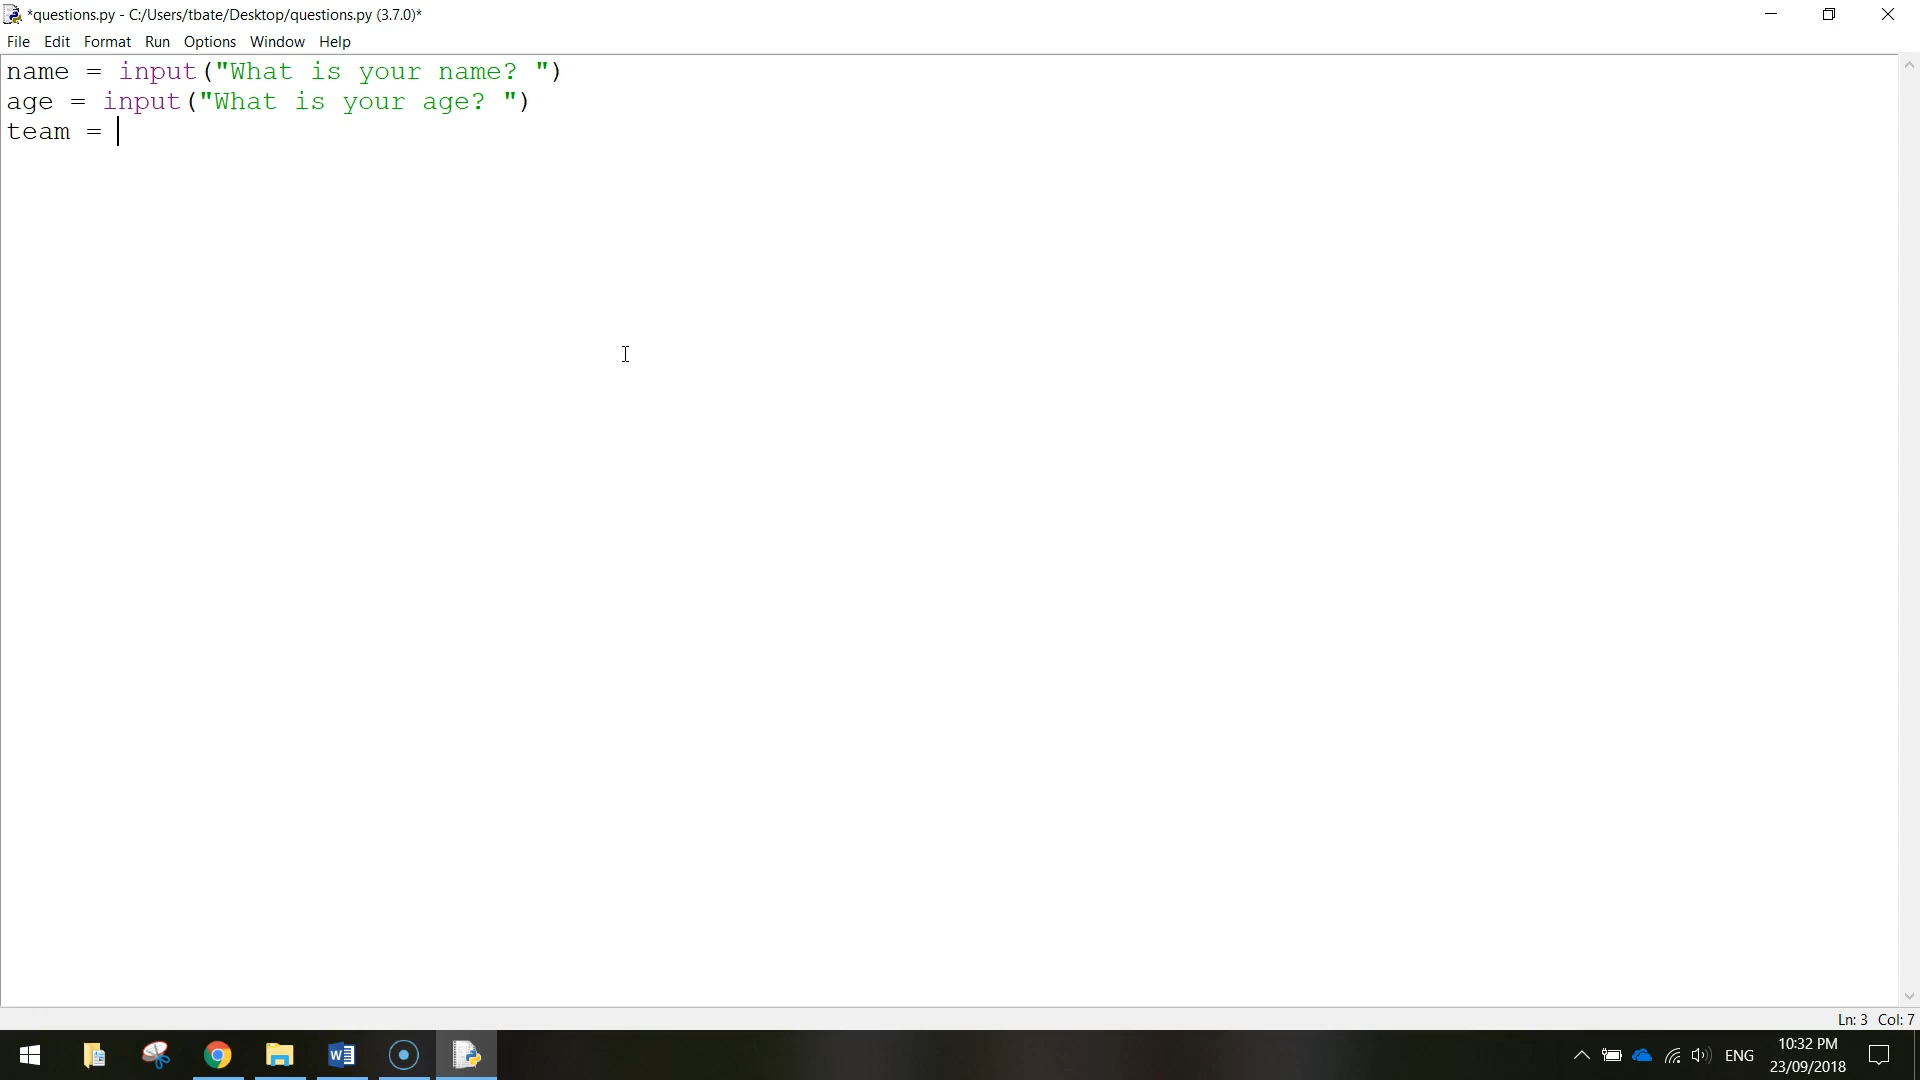 *questions.py - C:/Users/tbate/Desktop/questions.py (3.7.0)*
File Edit Format Run Options Window Help
name = input("What is your name? ")
age = input("What is your age? ")
team =
Ln: 3 Col: 7
ENG
10:32 PM
23/09/2018